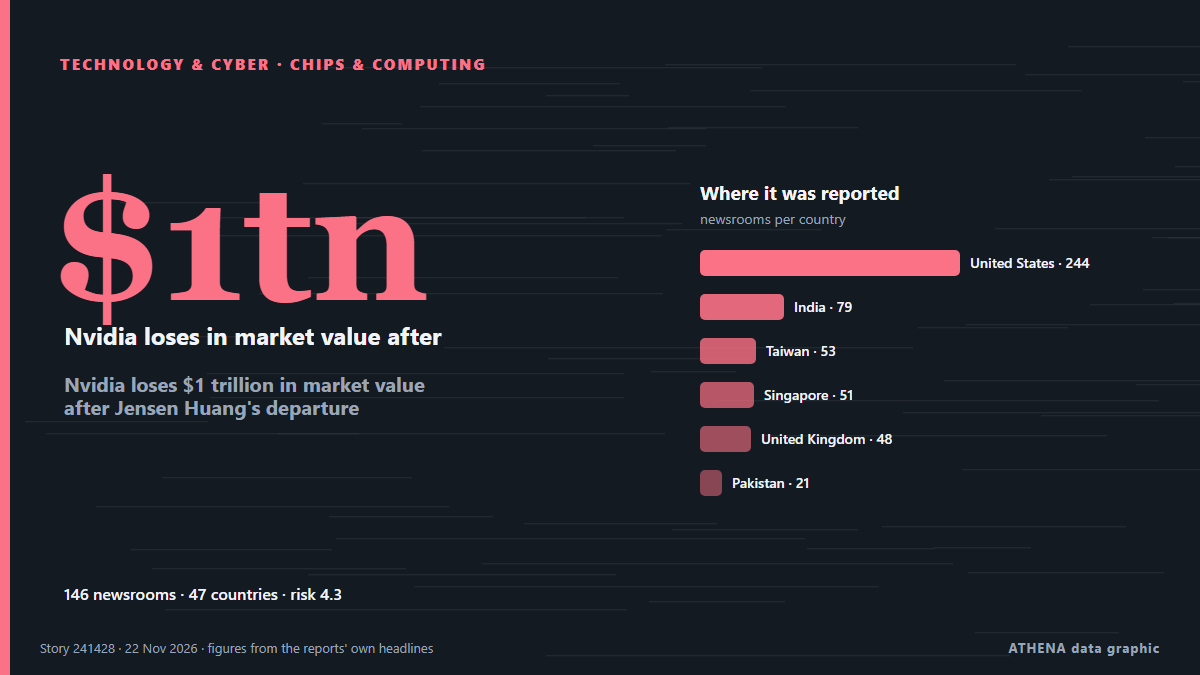 TECHNOLOGY & CYBER · CHIPS & COMPUTING
$1tn
Nvidia loses in market value after
Nvidia loses $1 trillion in market value
after Jensen Huang's departure
Where it was reported
newsrooms per country
United States · 244
India · 79
Taiwan · 53
Singapore · 51
United Kingdom · 48
Pakistan · 21
146 newsrooms · 47 countries · risk 4.3
Story 241428 · 22 Nov 2026 · figures from the reports' own headlines
ATHENA data graphic